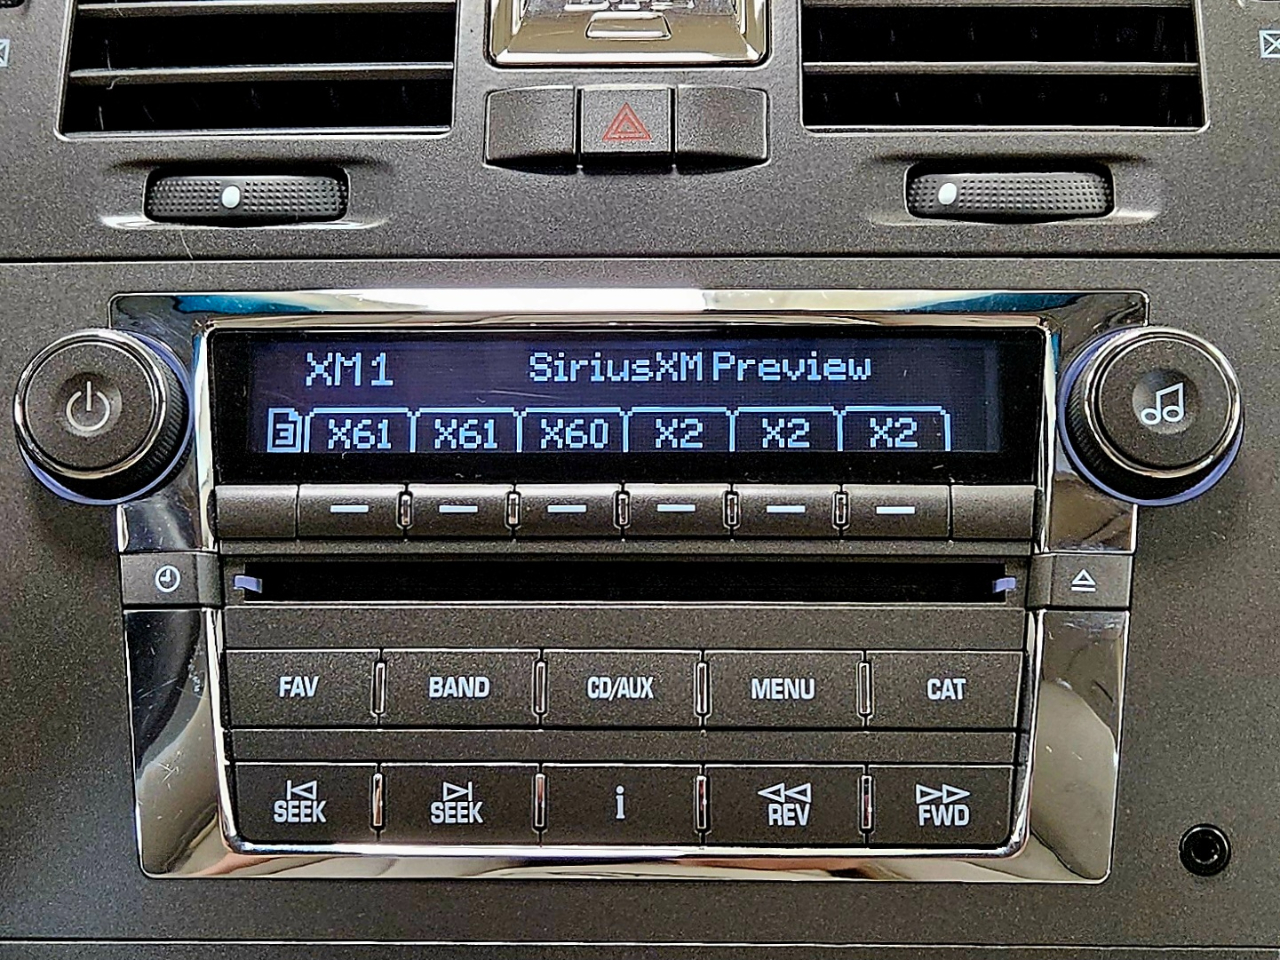 XM1 SiriusXM Preview
3 X61 X61 X60 X2 X2 X2
FAV BAND CD/AUX MENU CAT
SEEK SEEK i REV FWD